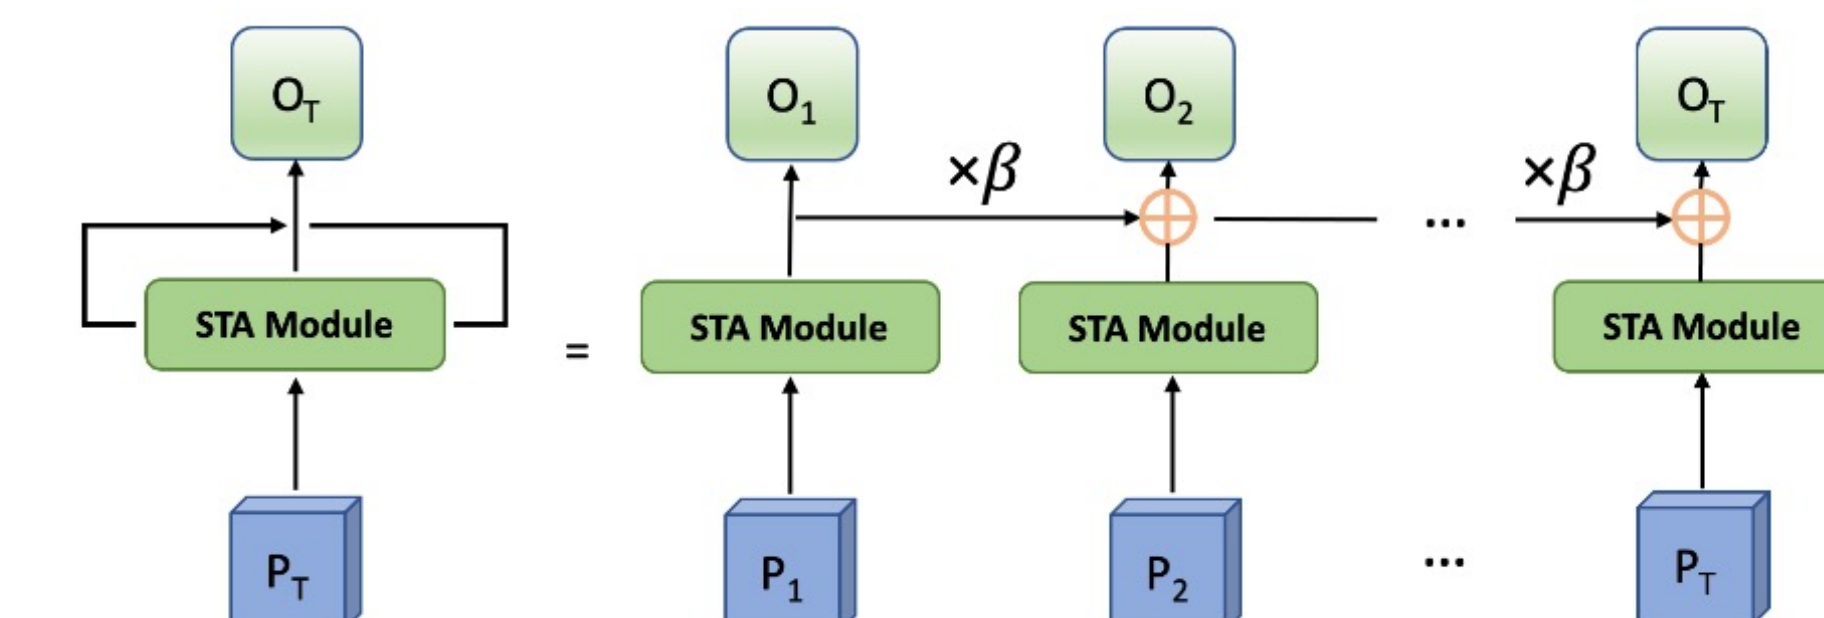 O_T O_1 O_2 O_T
×β ×β
...
STA Module STA Module STA Module STA Module
=
P_T P_1 P_2 ... P_T